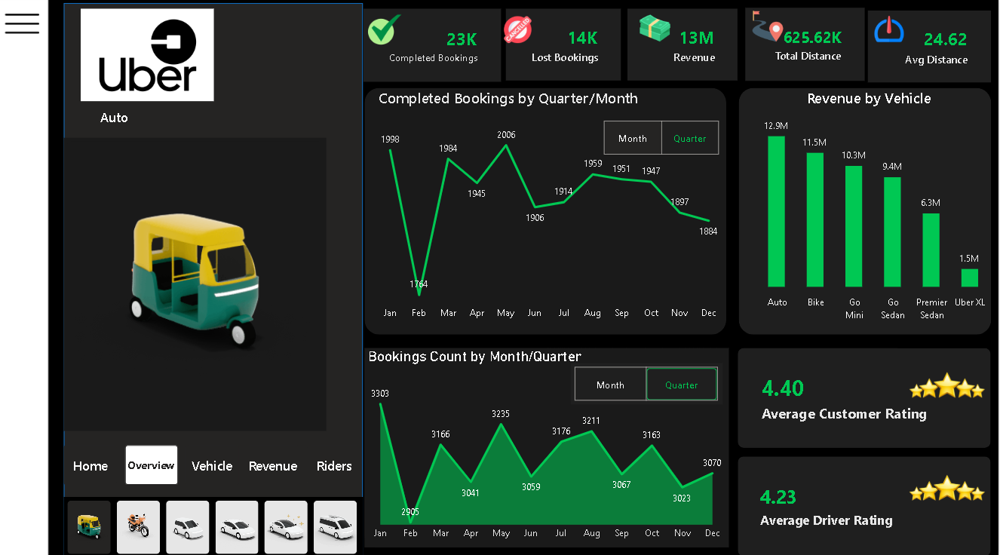 Uber
Auto
Home
Overview
Vehicle
Revenue
Riders
23K
Completed Bookings
CANCELLED
14K
Lost Bookings
13M
Revenue
625.62K
Total Distance
24.62
Avg Distance
Completed Bookings by Quarter/Month
Month
Quarter
1998
1764
1984
1945
2006
1906
1914
1959
1951
1947
1897
1884
Jan Feb Mar Apr May Jun Jul Aug Sep Oct Nov Dec
Revenue by Vehicle
12.9M
11.5M
10.3M
9.4M
6.3M
1.5M
Auto
Bike
Go
Mini
Go
Sedan
Premier
Sedan
Uber XL
Bookings Count by Month/Quarter
Month
Quarter
3303
2905
3166
3041
3235
3059
3176
3211
3067
3163
3023
3070
Jan Feb Mar Apr May Jun Jul Aug Sep Oct Nov Dec
4.40
Average Customer Rating
4.23
Average Driver Rating